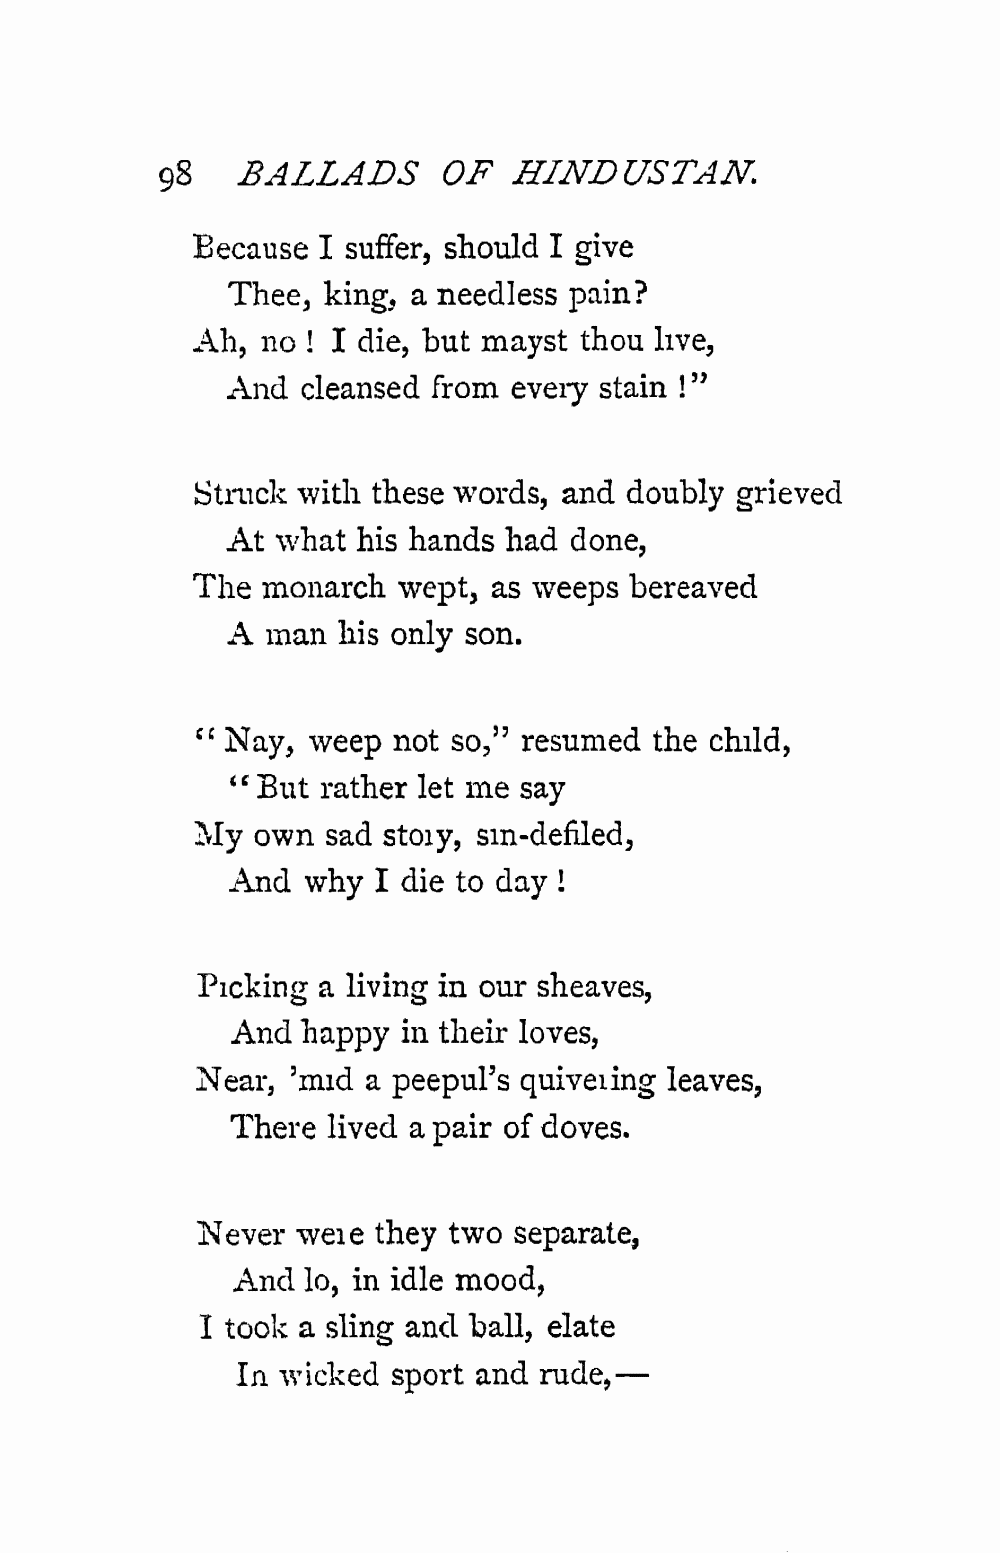 98 BALLADS OF HINDUSTAN.
Because I suffer, should I give
Thee, king, a needless pain?
Ah, no ! I die, but mayst thou live,
And cleansed from every stain !”
Struck with these words, and doubly grieved
At what his hands had done,
The monarch wept, as weeps bereaved
A man his only son.
“ Nay, weep not so,” resumed the child,
“ But rather let me say
My own sad story, sin-defiled,
And why I die to day !
Picking a living in our sheaves,
And happy in their loves,
Near, ’mid a peepul’s quivering leaves,
There lived a pair of doves.
Never were they two separate,
And lo, in idle mood,
I took a sling and ball, elate
In wicked sport and rude,—